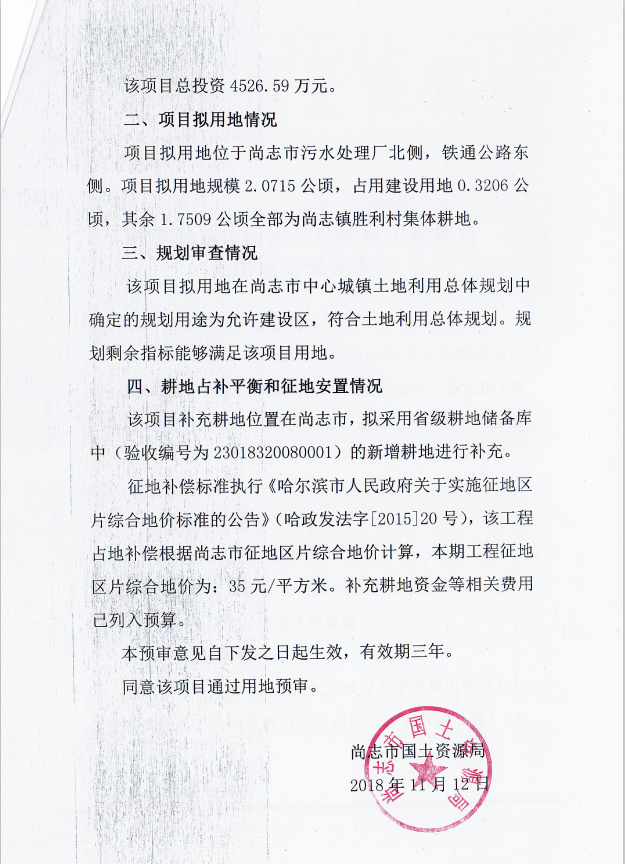 该项目总投资 4526.59 万元。
二、项目拟用地情况
项目拟用地位于尚志市污水处理厂北侧，铁通公路东
侧。项目拟用地规模 2.0715 公顷，占用建设用地 0.3206 公
顷，其余 1.7509 公顷全部为尚志镇胜利村集体耕地。
三、规划审查情况
该项目拟用地在尚志市中心城镇土地利用总体规划中
确定的规划用途为允许建设区，符合土地利用总体规划。规
划剩余指标能够满足该项目用地。
四、耕地占补平衡和征地安置情况
该项目补充耕地位置在尚志市，拟采用省级耕地储备库
中（验收编号为 23018320080001）的新增耕地进行补充。
征地补偿标准执行《哈尔滨市人民政府关于实施征地区
片综合地价标准的公告》（哈政发法字[2015]20 号），该工程
占地补偿根据尚志市征地区片综合地价计算，本期工程征地
区片综合地价为：35 元/平方米。补充耕地资金等相关费用
已列入预算。
本预审意见自下发之日起生效，有效期三年。
同意该项目通过用地预审。
尚志市国土资源局
2018 年 11 月 12 日
尚志市国土资源局